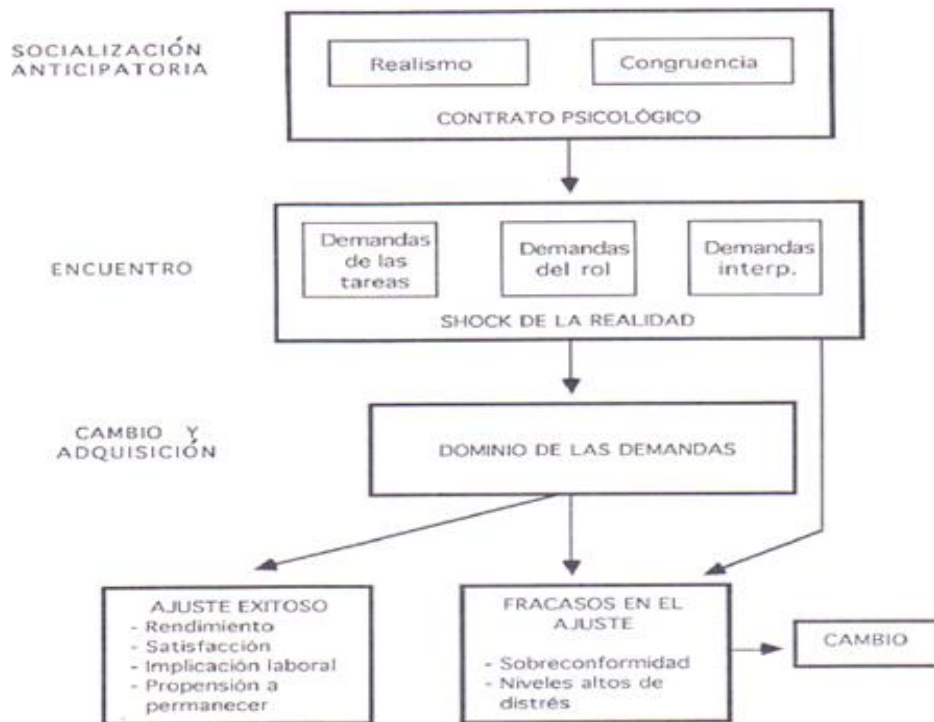 SOCIALIZACIÓN
ANTICIPATORIA
Realismo
Congruencia
CONTRATO PSICOLÓGICO
ENCUENTRO
Demandas
de las
tareas
Demandas
del rol
Demandas
interp.
SHOCK DE LA REALIDAD
CAMBIO Y
ADQUISICIÓN
DOMINIO DE LAS DEMANDAS
AJUSTE EXITOSO
- Rendimiento
- Satisfacción
- Implicación laboral
- Propensión a
permanecer
FRACASOS EN EL
AJUSTE
- Sobreconformidad
- Niveles altos de
distrés
CAMBIO